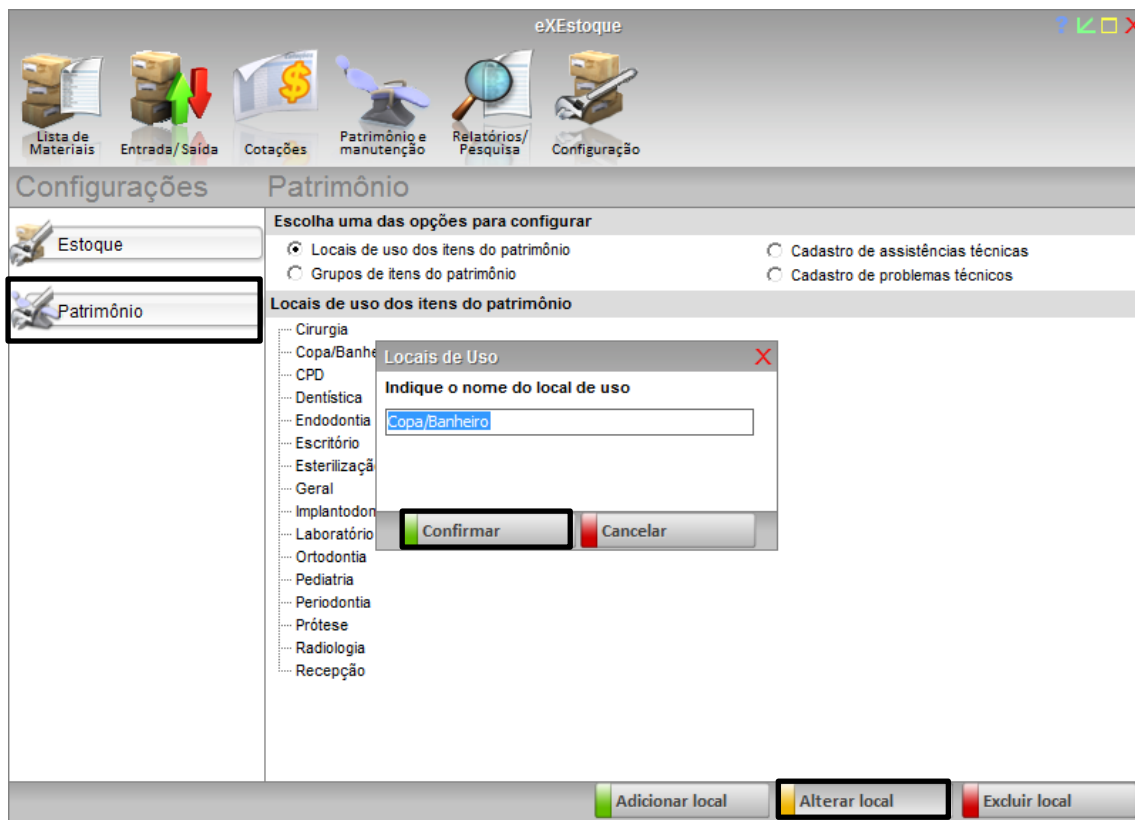 eXEstoque
?
Lista de
Materiais
Entrada/Saída
Cotações
Patrimônio e
manutenção
Relatórios/
Pesquisa
Configuração
Configurações
Patrimônio
Estoque
Patrimônio
Escolha uma das opções para configurar
Locais de uso dos itens do patrimônio
Cadastro de assistências técnicas
Grupos de itens do patrimônio
Cadastro de problemas técnicos
Locais de uso dos itens do patrimônio
Cirurgia
Copa/Banhe
CPD
Dentística
Endodontia
Escritório
Esterilizaçã
Geral
Implantodon
Laboratório
Ortodontia
Pediatria
Periodontia
Prótese
Radiologia
Recepção
Locais de Uso
X
Indique o nome do local de uso
Copa/Banheiro
Confirmar
Cancelar
Adicionar local
Alterar local
Excluir local